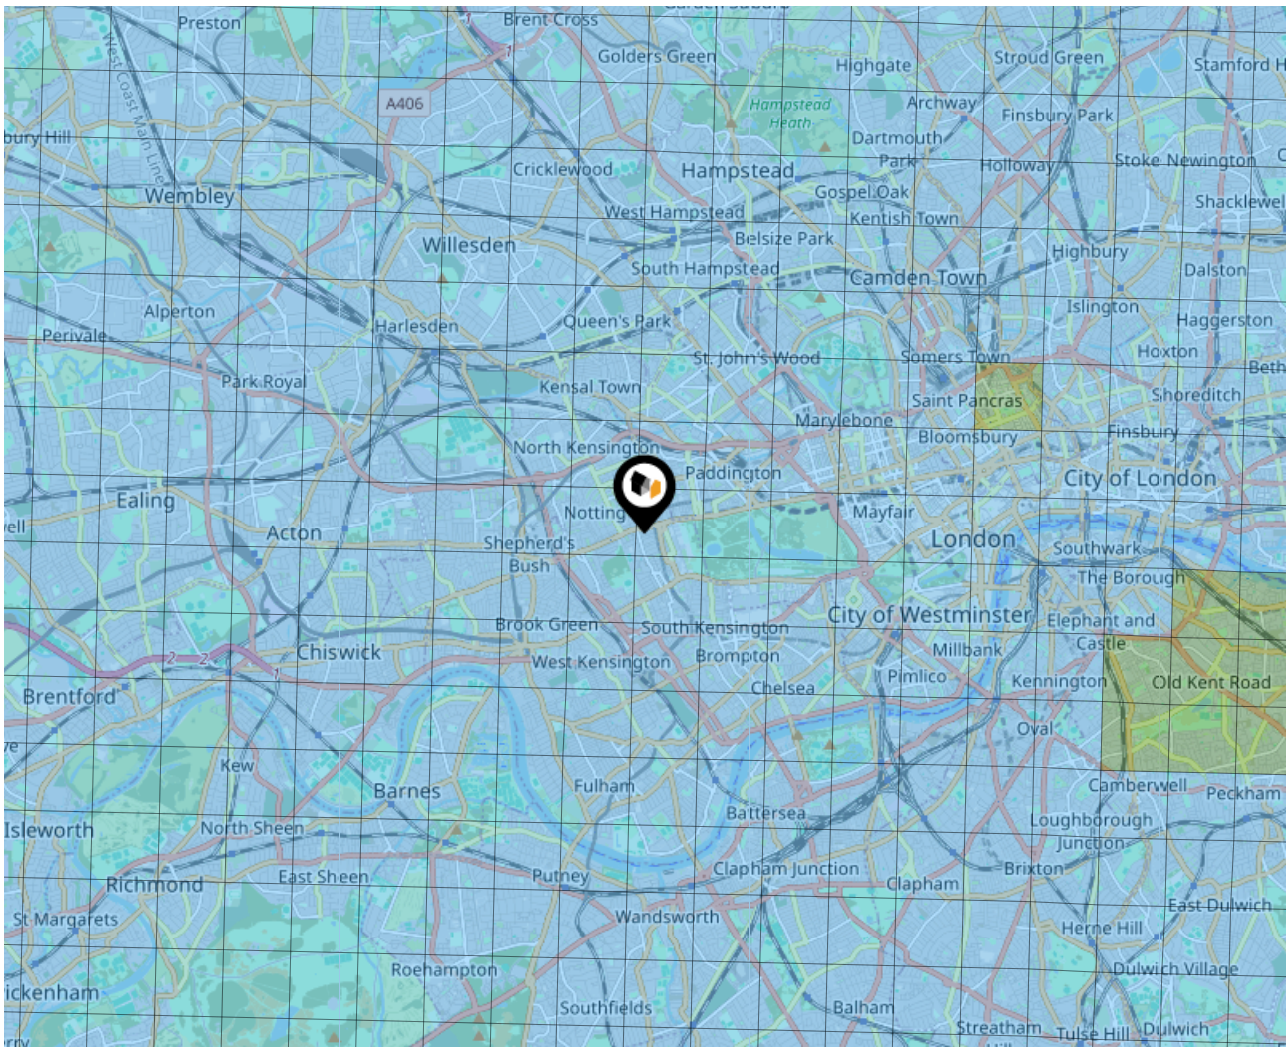 Preston
Brent Cross
Golders Green
Highgate
Stroud Green
Stamford H
West Coast Main Line
A406
1
1
Hampstead
Heath
Archway
Finsbury Park
bury Hill
Dartmouth
Park
Cricklewood
Hampstead
Holloway
Stoke Newington
C
Wembley
Gospel Oak
West Hampstead
Kentish Town
Shacklewel
Willesden
Belsize Park
Highbury
South Hampstead
Camden Town
Dalston
Alperton
Islington
Perivale
Harlesden
Queen's Park
Haggerston
St. John's Wood
Somers Town
Hoxton
Park Royal
Kensal Town
Beth
Saint Pancras
Shoreditch
Marylebone
North Kensington
Bloomsbury
Finsbury
Paddington
City of London
Ealing
Notting
Mayfair
ell
Acton
Shepherd's
Bush
London
Southwark
The Borough
Brook Green
South Kensington
City of Westminster
Elephant and
Castle
2
2
1
Chiswick
West Kensington
Brompton
Millbank
Brentford
Chelsea
Pimlico
Kennington
Old Kent Road
ve
Oval
Kew
Barnes
Fulham
Camberwell
Peckham
Isleworth
North Sheen
Battersea
Loughborough
Junction
Richmond
East Sheen
Putney
Clapham Junction
Clapham
Brixton
St Margarets
Wandsworth
East Dulwich
Herne Hill
Roehampton
Dulwich Village
ickenham
Southfields
Balham
Streatham
Tulse Hill
Dulwich
erry